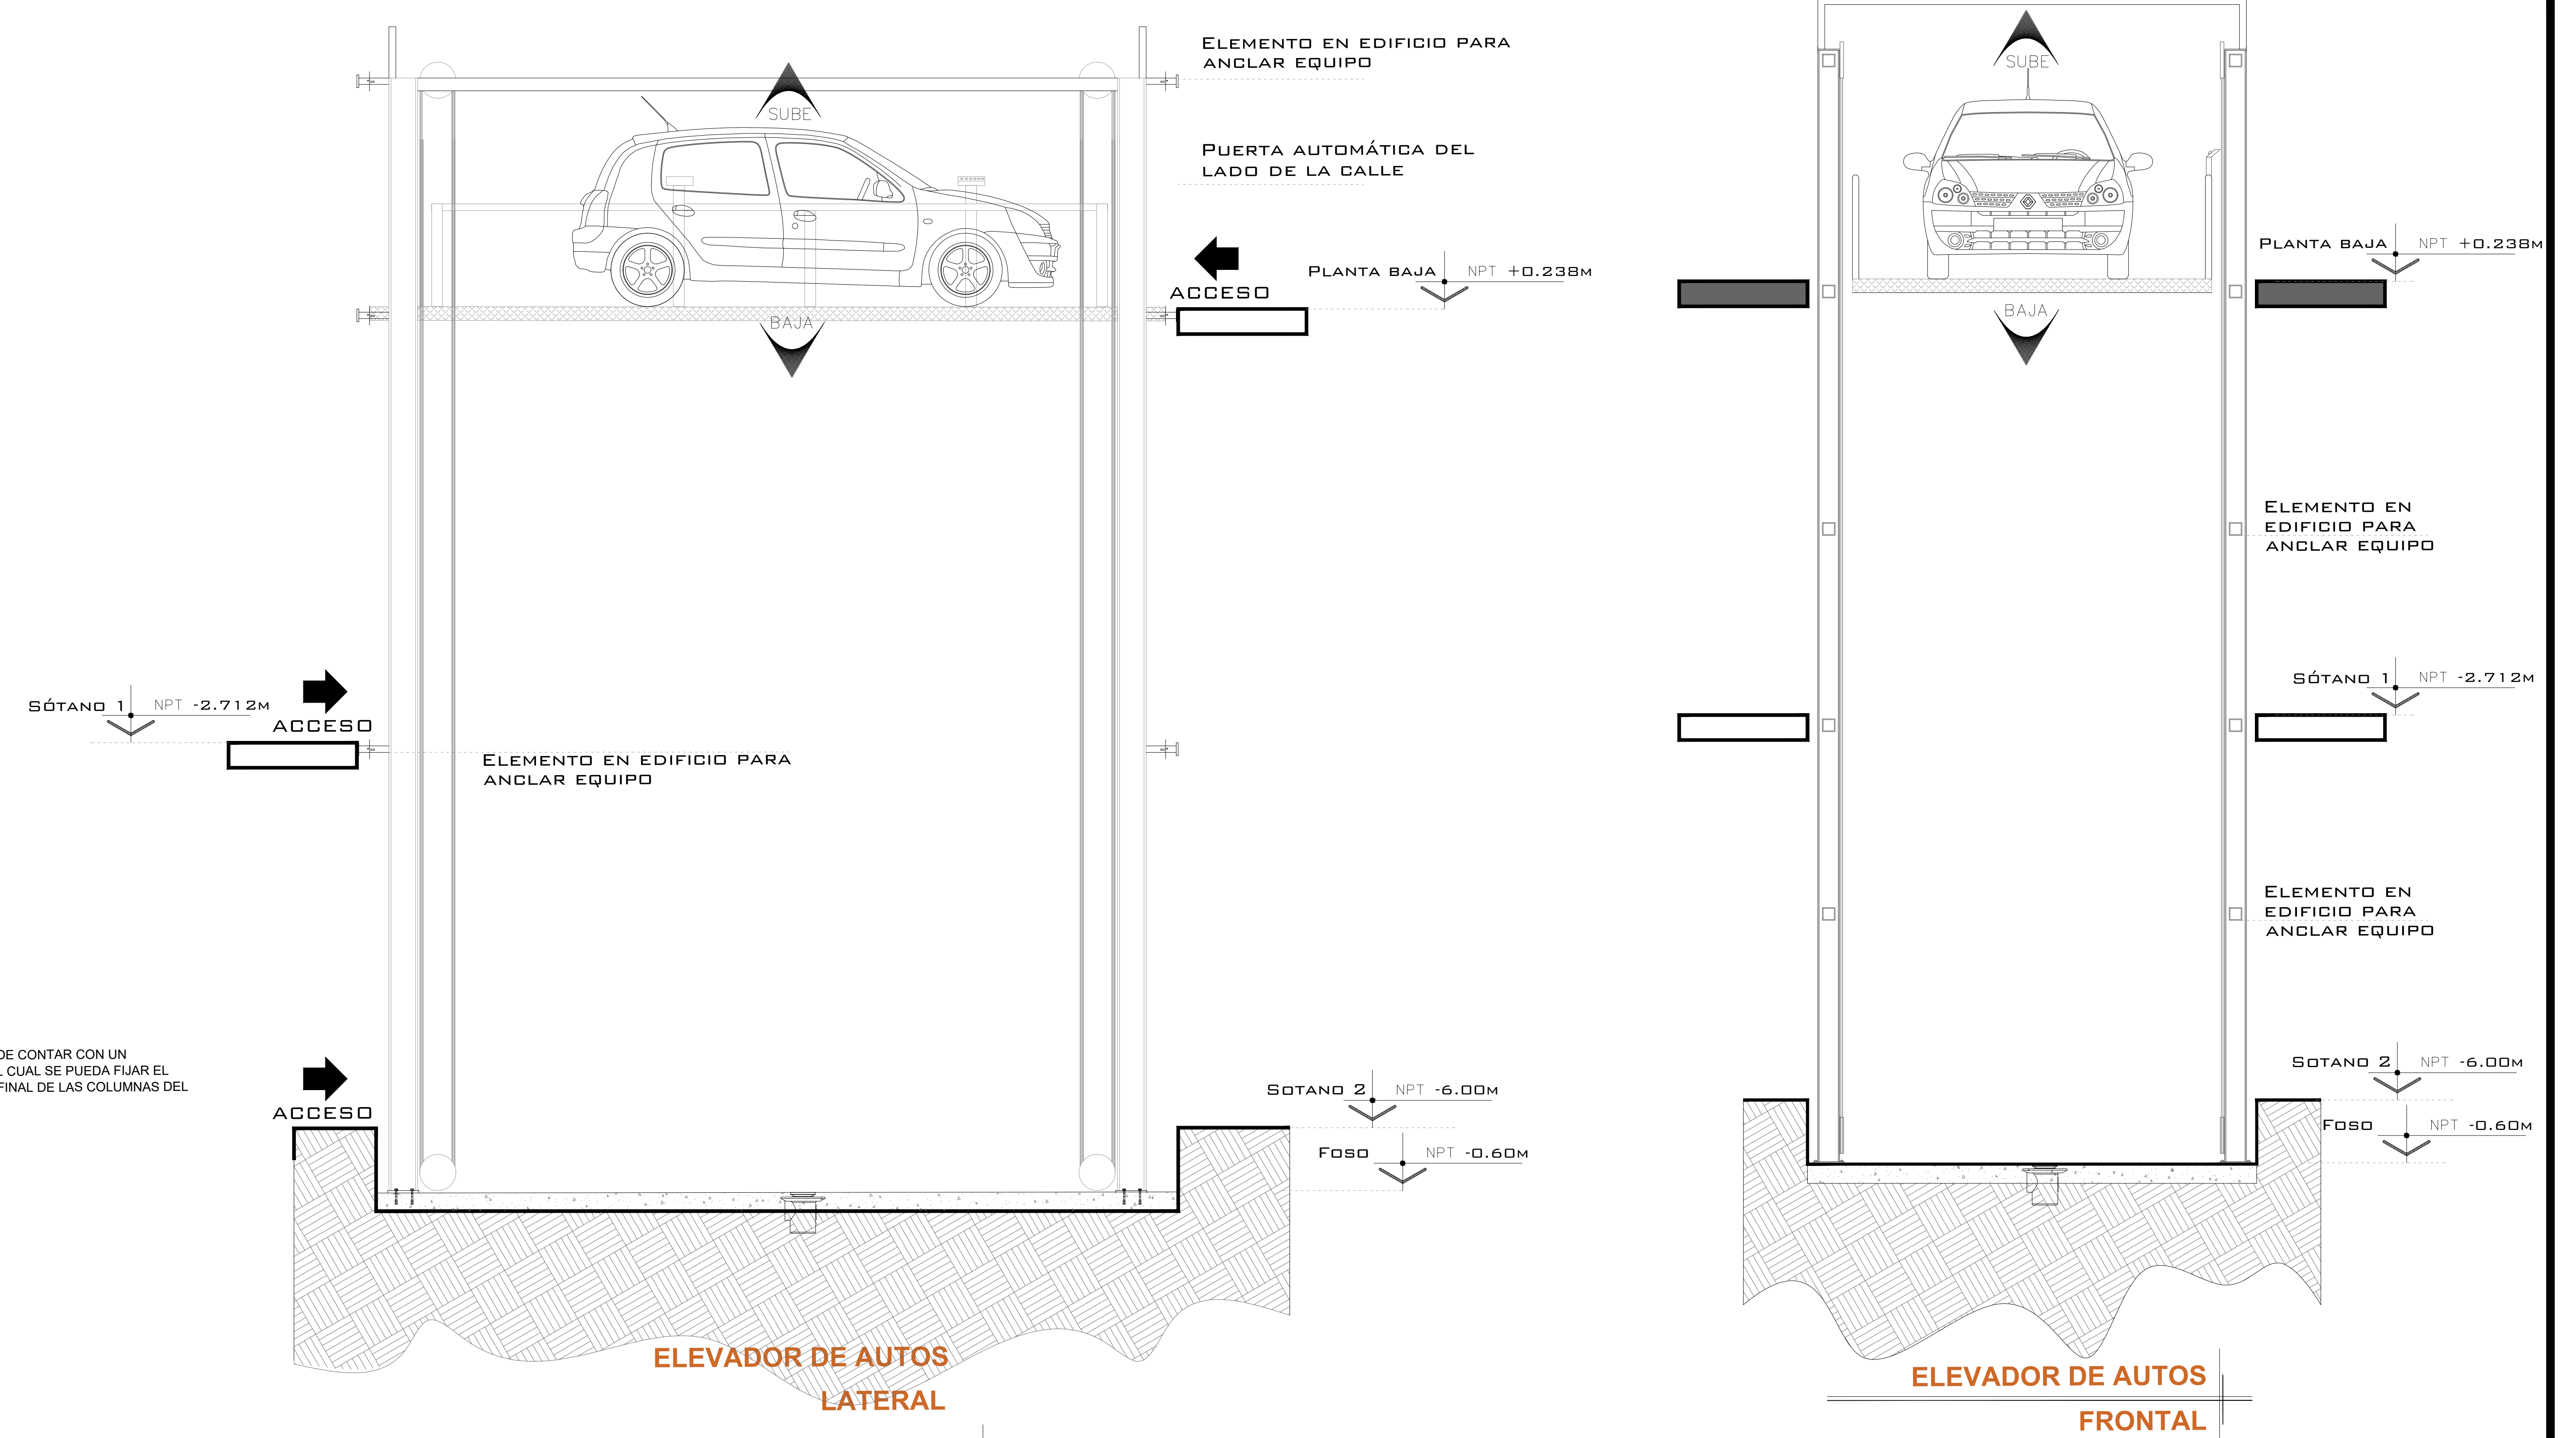 ELEMENTO EN EDIFICIO PARA
ANCLAR EQUIPO
SUBE
PUERTA AUTOMÁTICA DEL
LADO DE LA CALLE
ACCESO
PLANTA BAJA NPT +0.238M
BAJA
SÓTANO 1 NPT -2.712M
ACCESO
ELEMENTO EN EDIFICIO PARA
ANCLAR EQUIPO
DE CONTAR CON UN
CUAL SE PUEDA FIJAR EL
FINAL DE LAS COLUMNAS DEL
ACCESO
SOTANO 2 NPT -6.00M
FOSO NPT -0.60M
ELEVADOR DE AUTOS
LATERAL
SUBE
PLANTA BAJA NPT +0.238M
BAJA
ELEMENTO EN
EDIFICIO PARA
ANCLAR EQUIPO
SÓTANO 1 NPT -2.712M
ELEMENTO EN
EDIFICIO PARA
ANCLAR EQUIPO
SOTANO 2 NPT -6.00M
FOSO NPT -0.60M
ELEVADOR DE AUTOS
FRONTAL